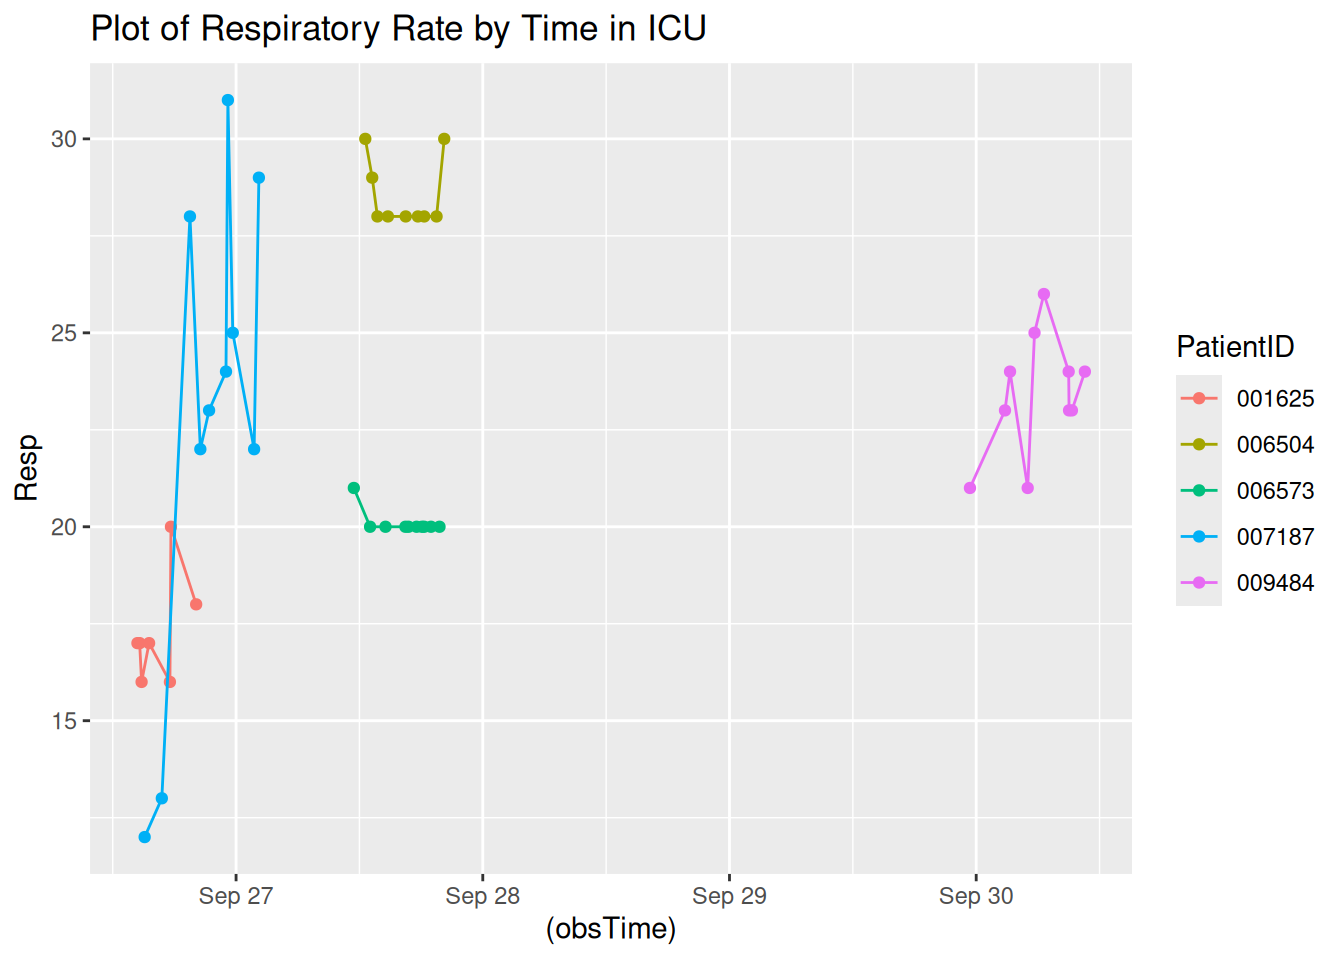 Plot of Respiratory Rate by Time in ICU
Resp
30
25
20
15
Sep 27
Sep 28
Sep 29
Sep 30
(obsTime)
PatientID
001625
006504
006573
007187
009484